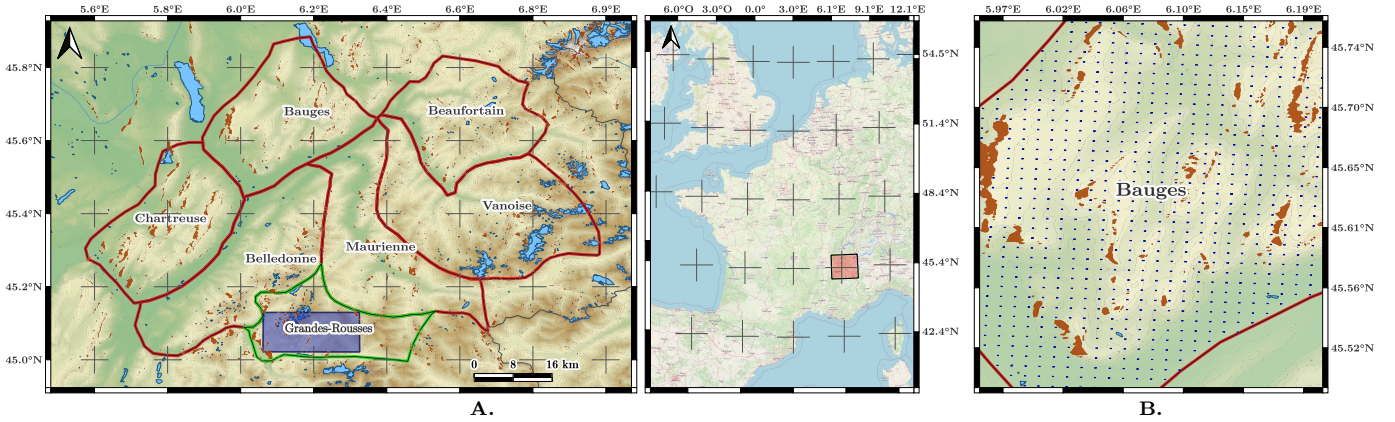 5.6°E 5.8°E 6.0°E 6.2°E 6.4°E 6.6°E 6.9°E
6.0°O 3.0°O 0.0° 3.0°E 6.1°E 9.1°E 12.1°E
5.97°E 6.02°E 6.06°E 6.10°E 6.15°E 6.19°E
45.8°N
45.6°N
45.4°N
45.2°N
45.0°N
Bauges
Beaufortain
Chartreuse
Vanoise
Maurienne
Belledonne
Grandes-Rousses
0 8 16 km
54.5°N
51.4°N
48.4°N
45.4°N
42.4°N
Bauges
45.74°N
45.70°N
45.65°N
45.61°N
45.56°N
45.52°N
A.
B.